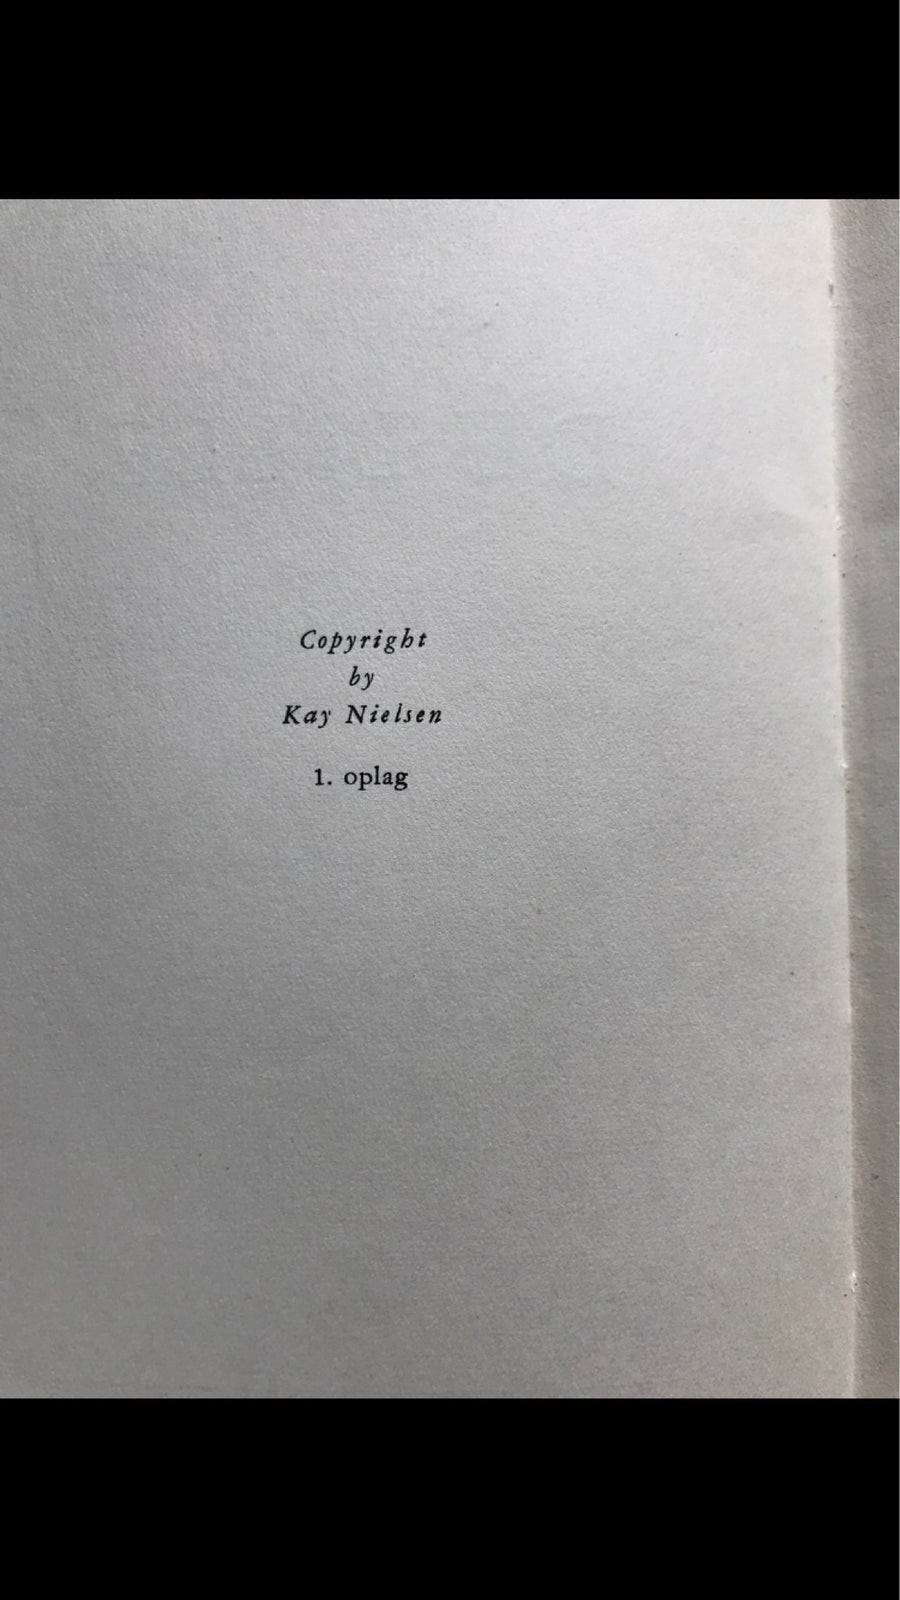 Copyright
by
Kay Nielsen
1. oplag